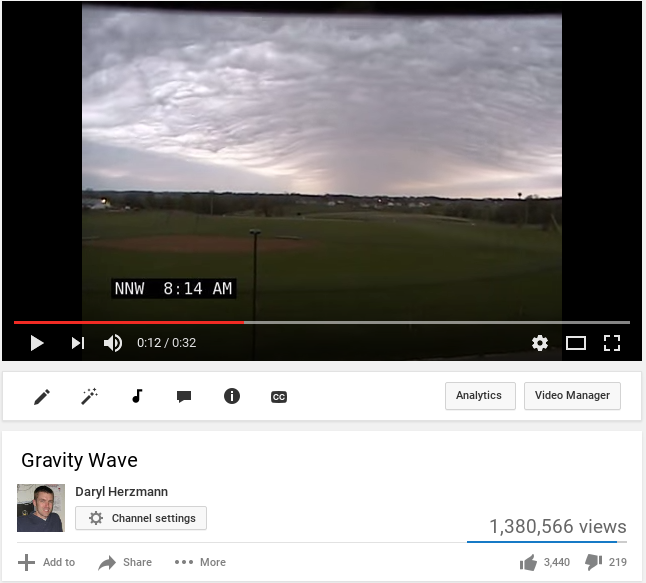 NNW 8:14 AM
0:12 / 0:32
CC
Analytics
Video Manager
Gravity Wave
Daryl Herzmann
Channel settings
1,380,566 views
Add to Share More 3,440 219